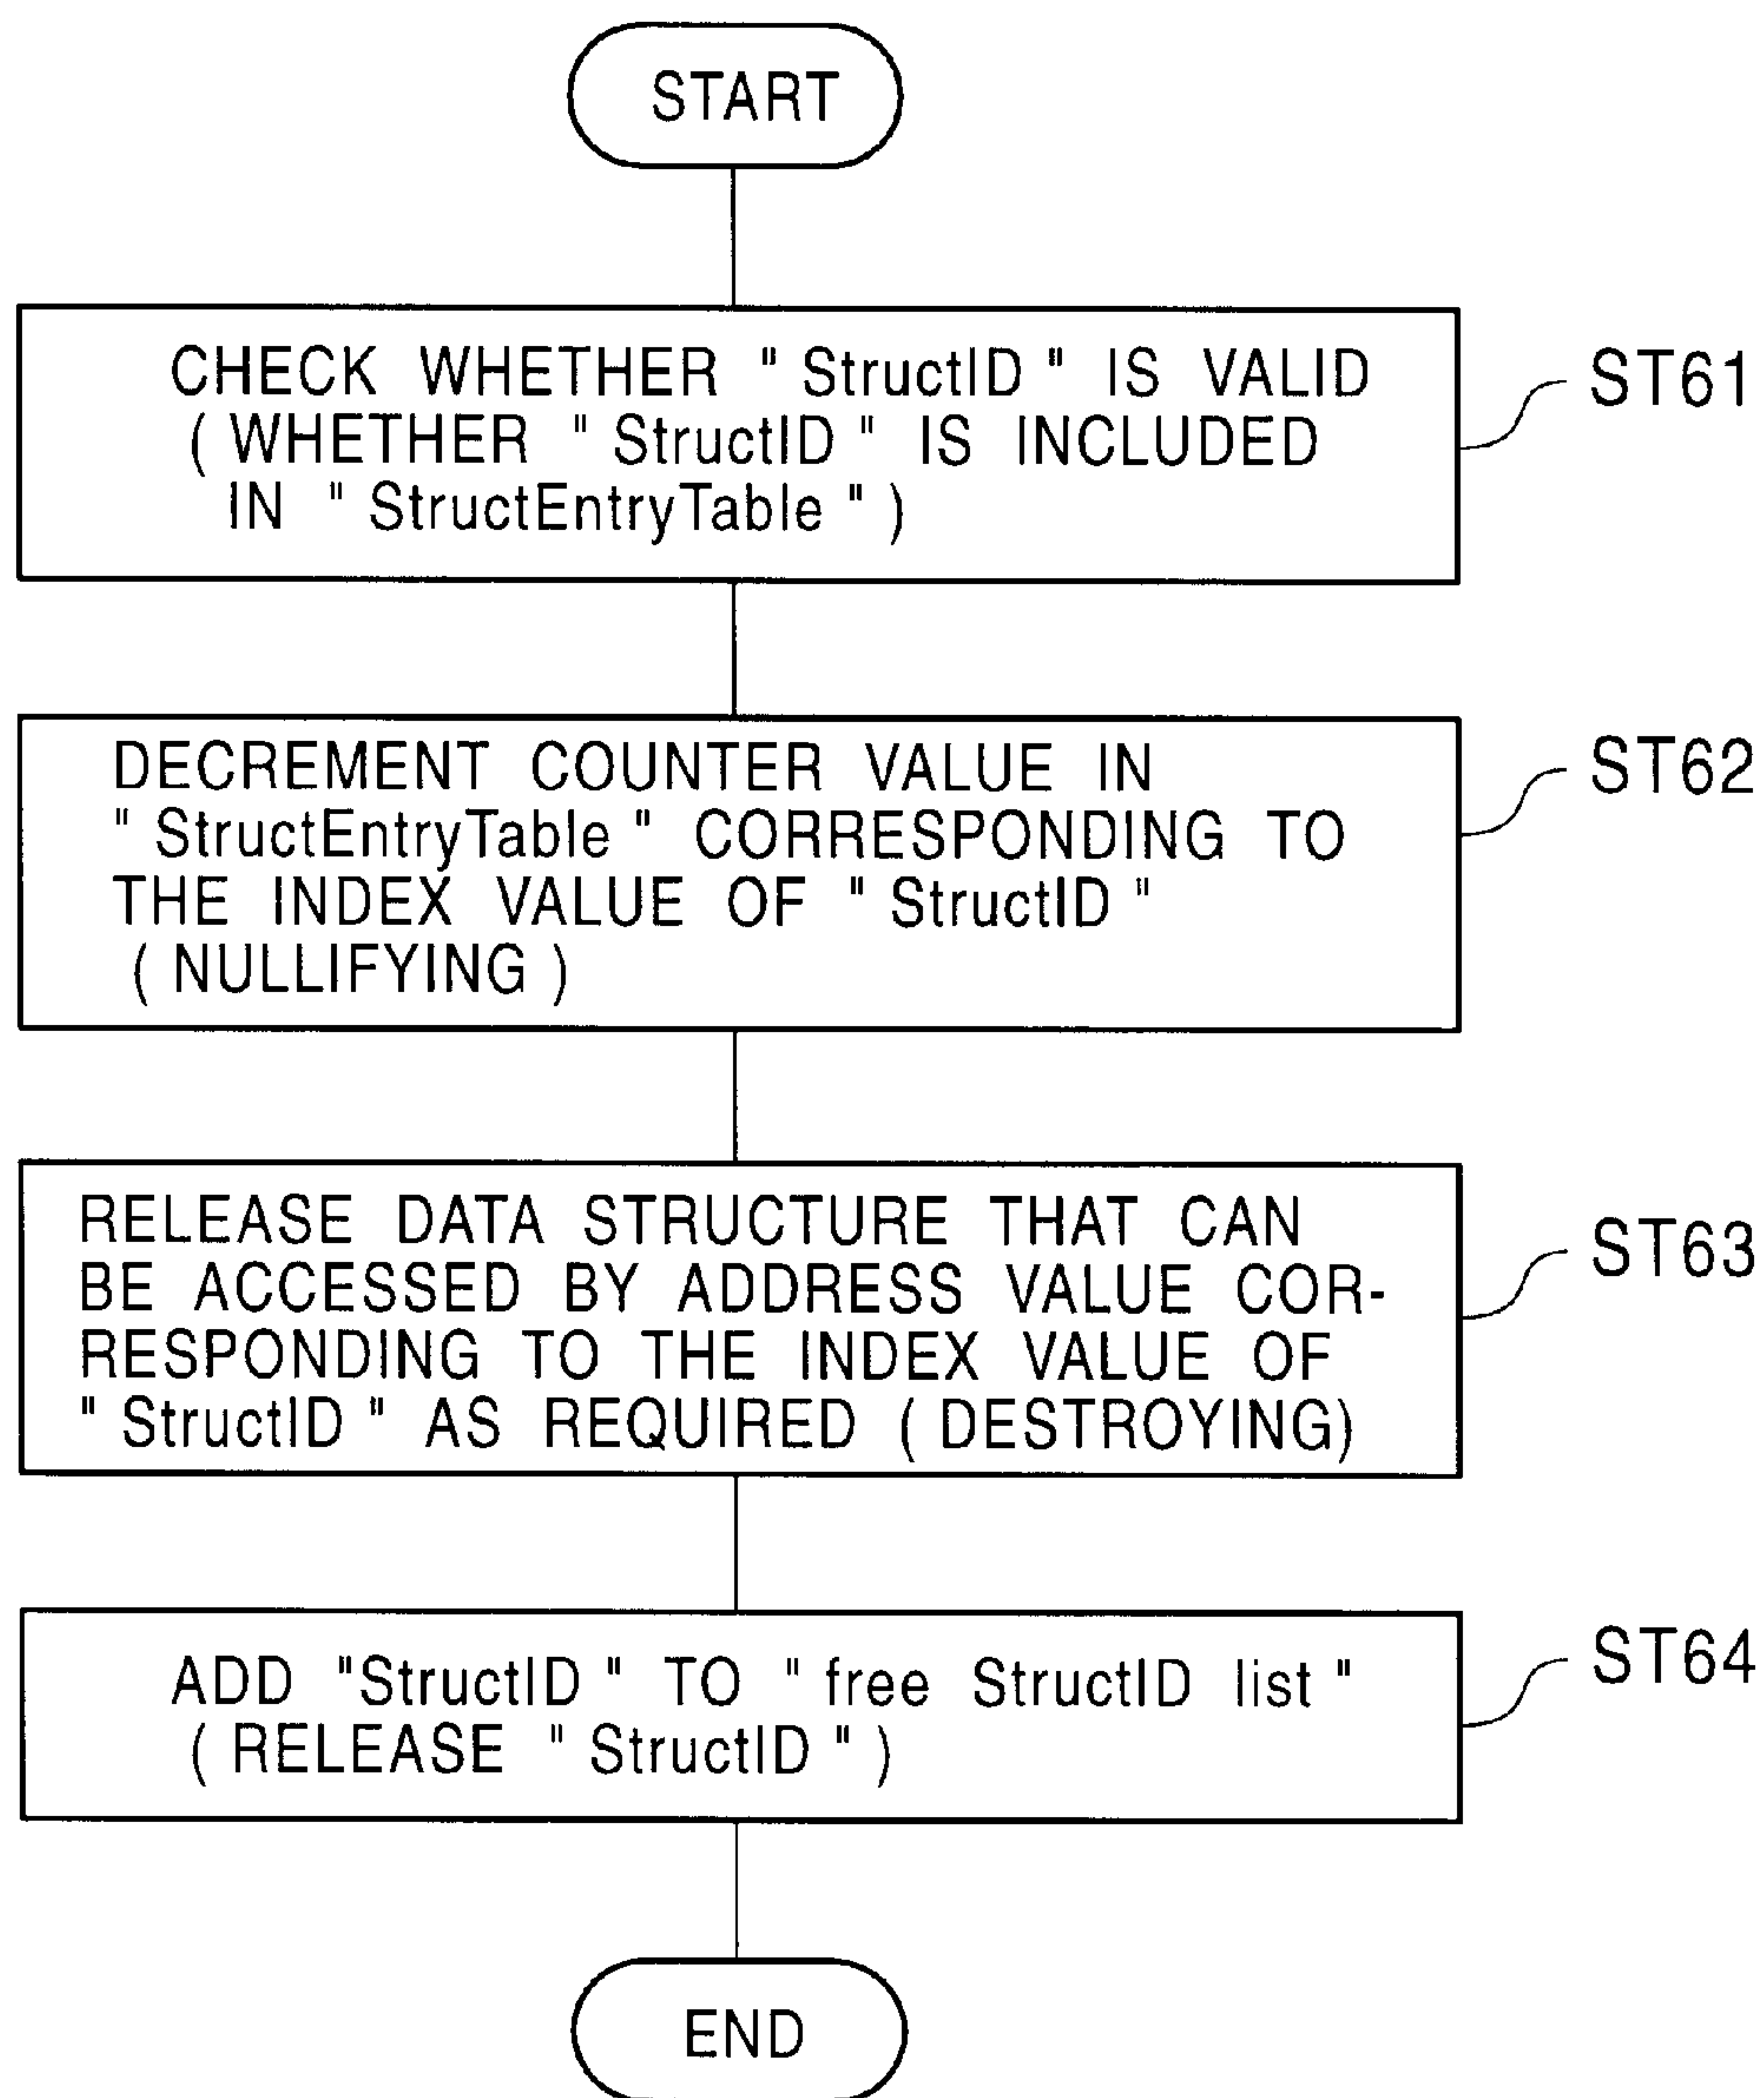 START
CHECK WHETHER "StructID" IS VALID
(WHETHER "StructID" IS INCLUDED
IN "StructEntryTable")
ST61
DECREMENT COUNTER VALUE IN
"StructEntryTable" CORRESPONDING TO
THE INDEX VALUE OF "StructID"
(NULLIFYING)
ST62
RELEASE DATA STRUCTURE THAT CAN
BE ACCESSED BY ADDRESS VALUE COR-
RESPONDING TO THE INDEX VALUE OF
"StructID" AS REQUIRED (DESTROYING)
ST63
ADD "StructID" TO "free StructID list"
(RELEASE "StructID")
ST64
END